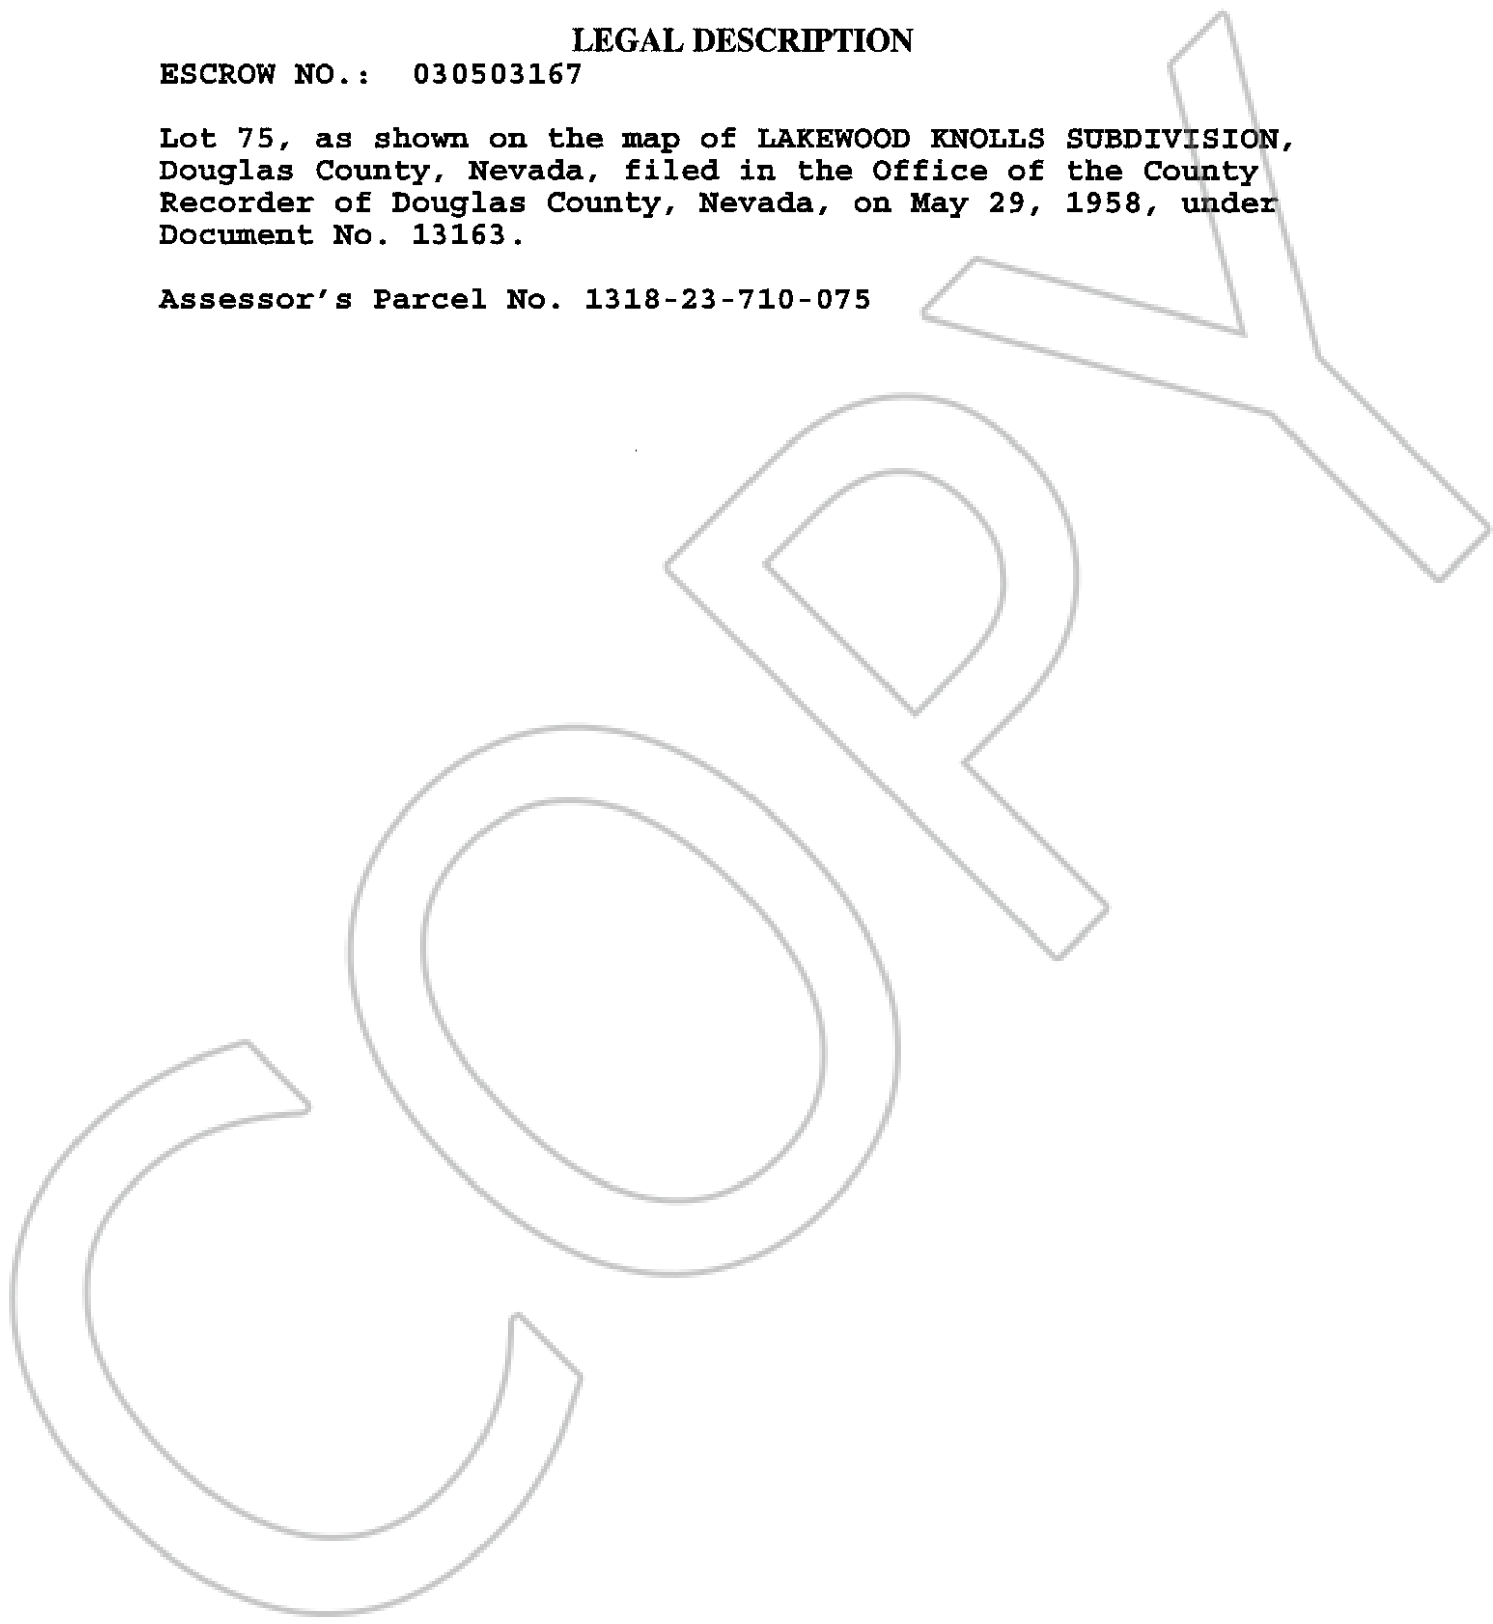 LEGAL DESCRIPTION
ESCROW NO.: 030503167
Lot 75, as shown on the map of LAKEWOOD KNOLLS SUBDIVISION,
Douglas County, Nevada, filed in the Office of the County
Recorder of Douglas County, Nevada, on May 29, 1958, under
Document No. 13163.
Assessor's Parcel No. 1318-23-710-075
COPY